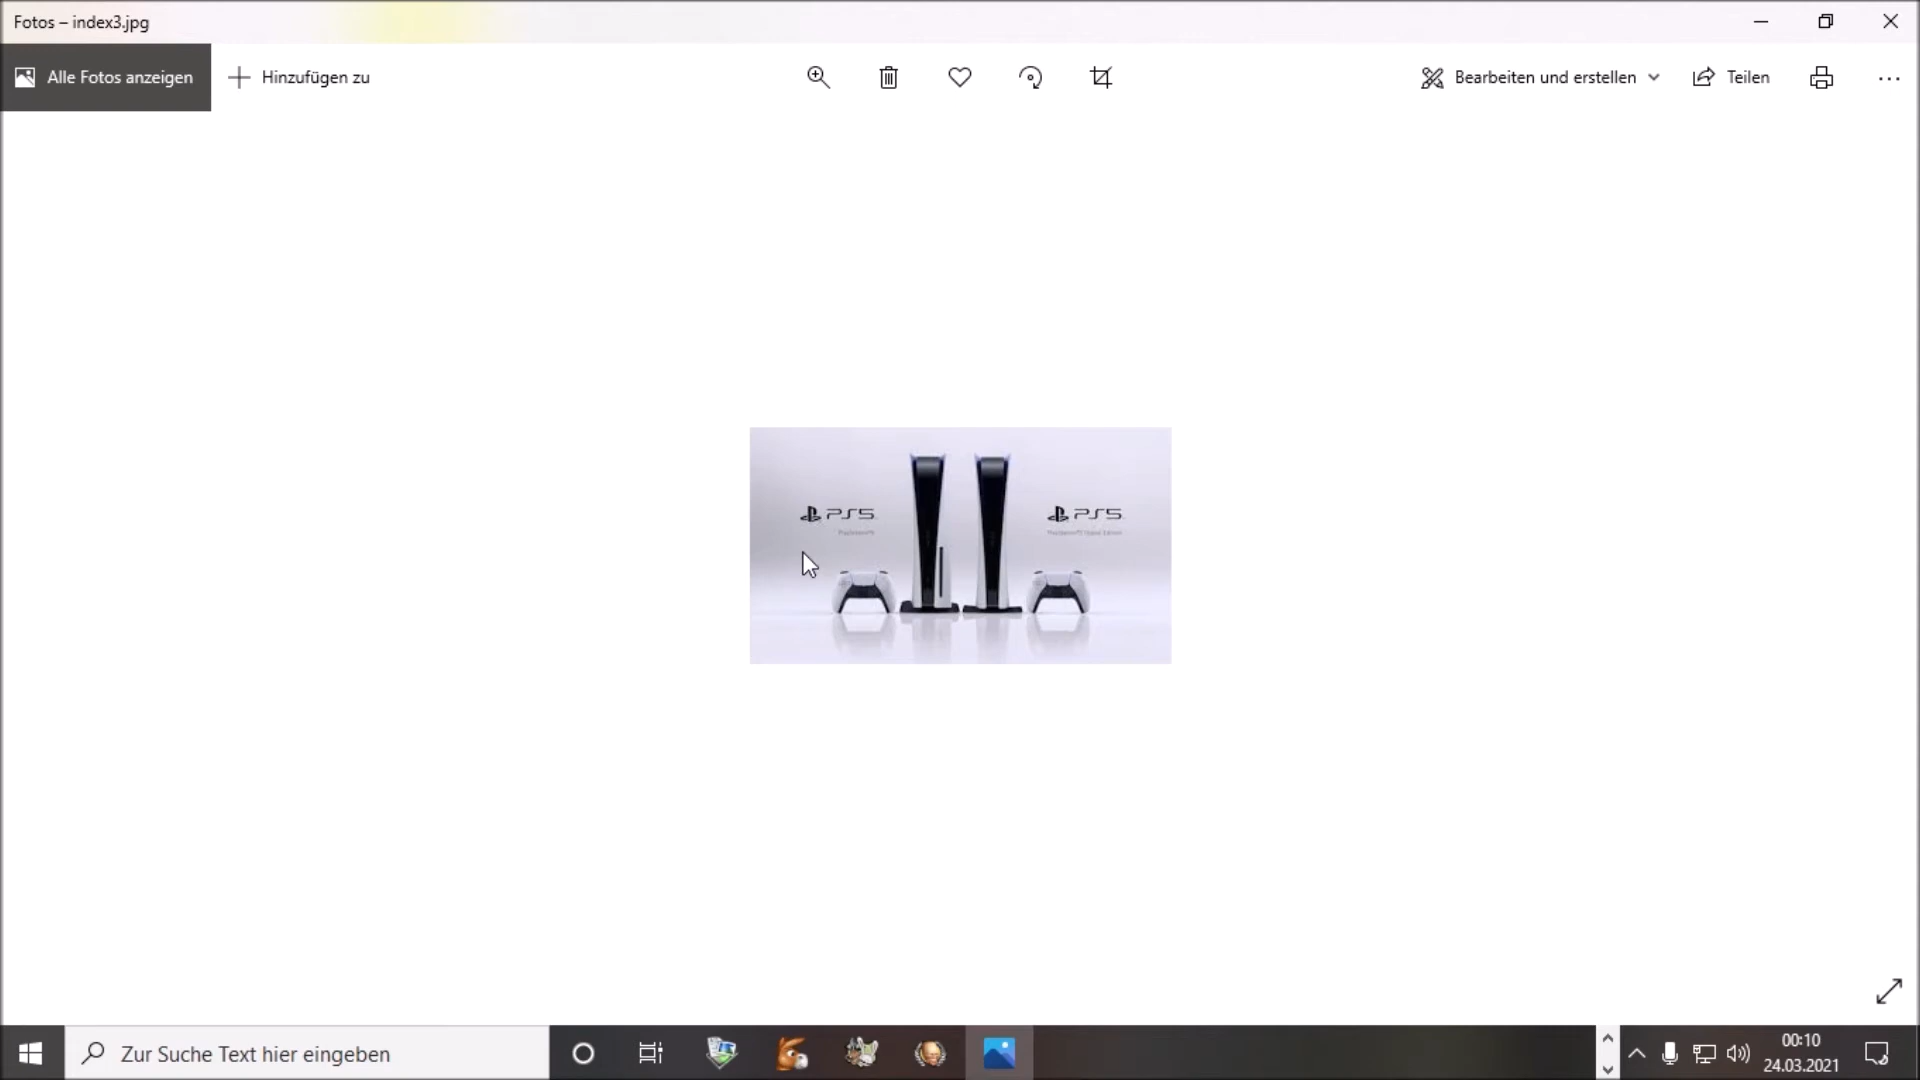 Fotos – index3.jpg
Alle Fotos anzeigen
Hinzufügen zu
Bearbeiten und erstellen
Teilen
PS5
PS5
Zur Suche Text hier eingeben
00:10
24.03.2021